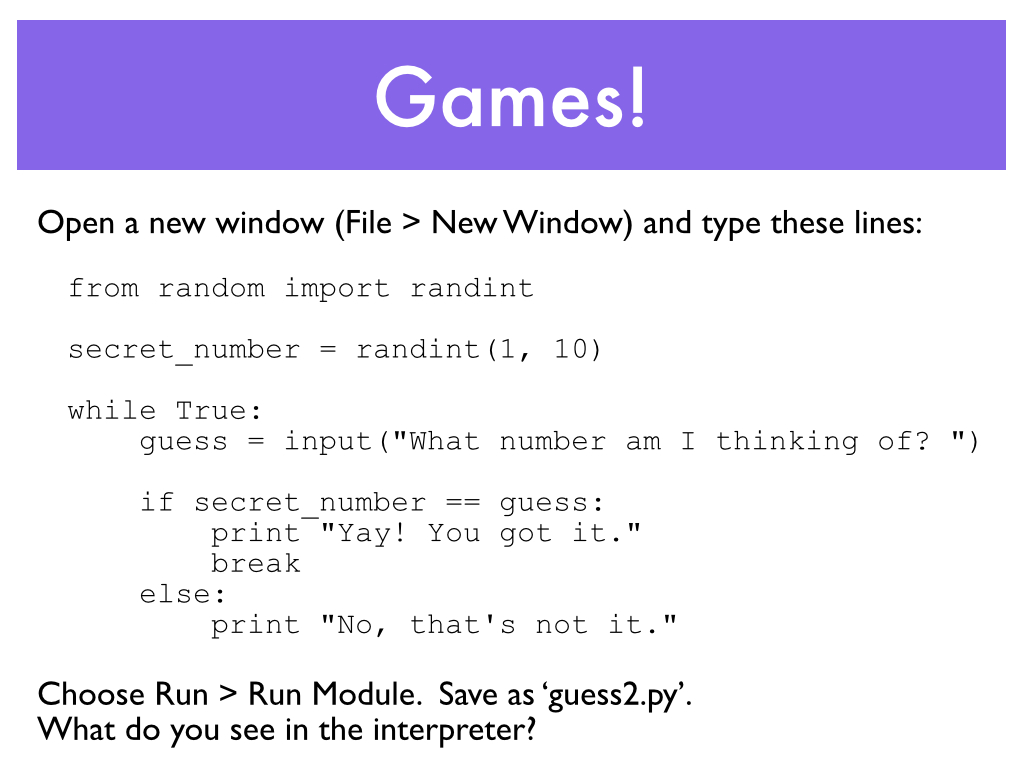 Games!
Open a new window (File > New Window) and type these lines:
from random import randint
secret_number = randint(1, 10)
while True:
    guess = input("What number am I thinking of? ")
    if secret_number == guess:
        print "Yay! You got it."
        break
    else:
        print "No, that's not it."
Choose Run > Run Module.  Save as ‘guess2.py’.
What do you see in the interpreter?